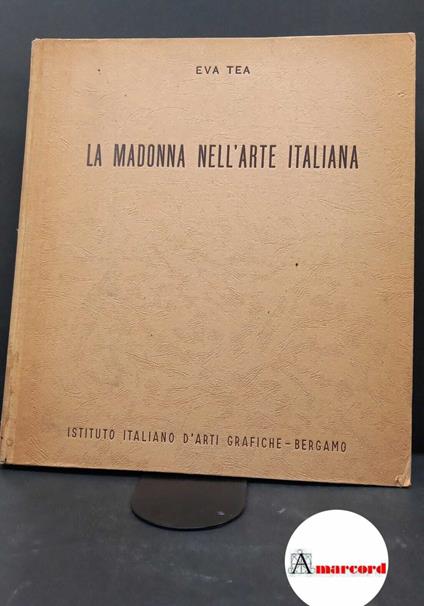 EVA TEA
LA MADONNA NELL'ARTE ITALIANA
ISTITUTO ITALIANO D'ARTI GRAFICHE - BERGAMO
Amarcord